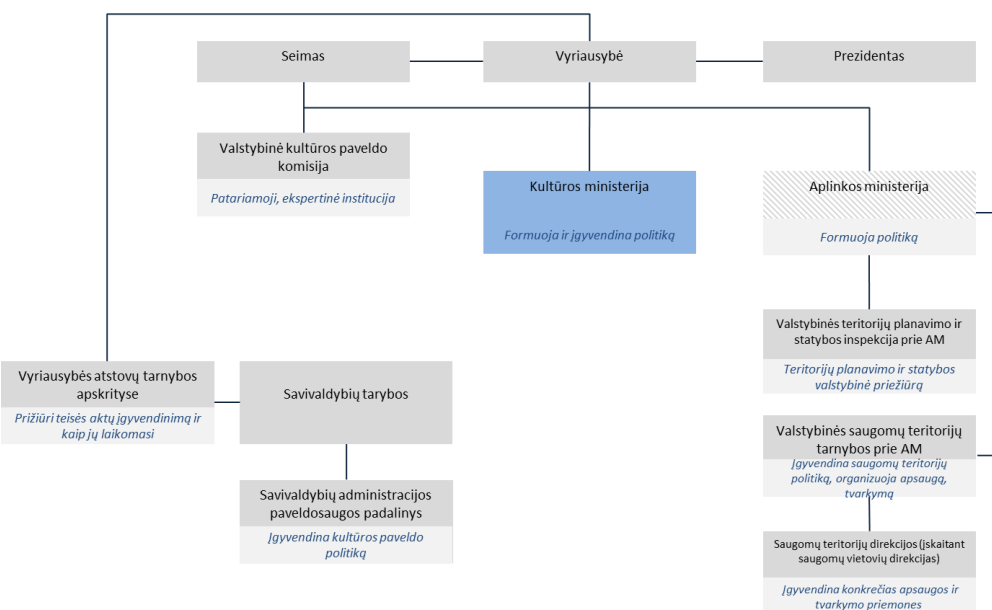 Seimas
Vyriausybė
Prezidentas
Valstybinė kultūros paveldo
komisija
Patariamoji, ekspertinė institucija
Kultūros ministerija
Formuoja ir įgyvendina politiką
Aplinkos ministerija
Formuoja politiką
Valstybinės teritorijų planavimo ir
statybos inspekcija prie AM
Teritorijų planavimo ir statybos
valstybinė priežiūrą
Vyriausybės atstovų tarnybos
apskrityse
Prižiūri teisės aktų įgyvendinimą ir
kaip jų laikomasi
Savivaldybių tarybos
Valstybinės saugomų teritorijų
tarnybos prie AM
Įgyvendina saugomų teritorijų
politiką, organizuoja apsaugą,
tvarkymą
Savivaldybių administracijos
paveldosaugos padalinys
Įgyvendina kultūros paveldo
politiką
Saugomų teritorijų direkcijos (įskaitant
saugomų vietovių direkcijas)
Įgyvendina konkrečias apsaugos ir
tvarkymo priemones